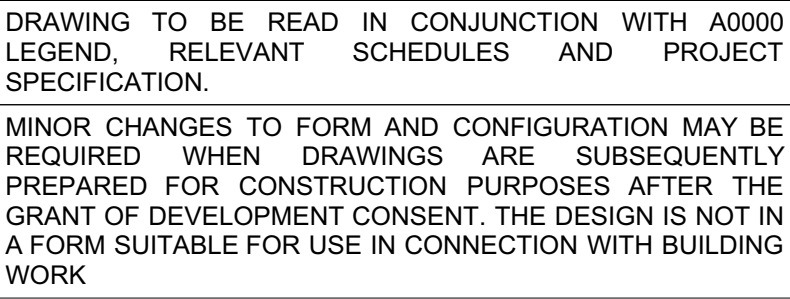 DRAWING TO BE READ IN CONJUNCTION WITH A0000
LEGEND, RELEVANT SCHEDULES AND PROJECT
SPECIFICATION.
MINOR CHANGES TO FORM AND CONFIGURATION MAY BE
REQUIRED WHEN DRAWINGS ARE SUBSEQUENTLY
PREPARED FOR CONSTRUCTION PURPOSES AFTER THE
GRANT OF DEVELOPMENT CONSENT. THE DESIGN IS NOT IN
A FORM SUITABLE FOR USE IN CONNECTION WITH BUILDING
WORK